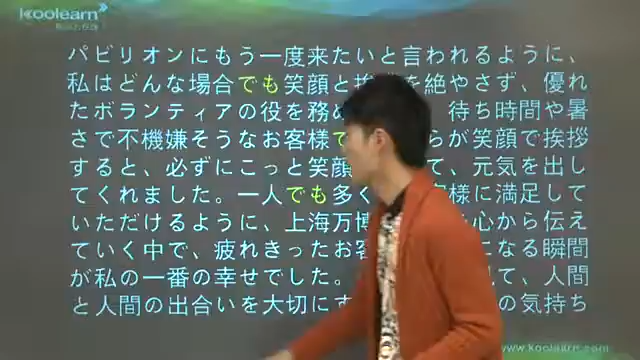 Koolearn
パビリオンにもう一度来たいと言われるように、
私はどんな場合でも笑顔と を絶やさず、優れ
たボランティアの役を務め 待ち時間や暑
さで不機嫌そうなお客様で らが笑顔で挨拶
すると、必ずにこっと笑顔 て、元気を出し
てくれました。一人でも多く 客様に満足して
いただけるように、上海万博 心から伝え
ていく中で、疲れきったお客 になる瞬間
が私の一番の幸せでした。 て、人間
と人間の出合いを大切にす の気持ち
www.koolearn.com